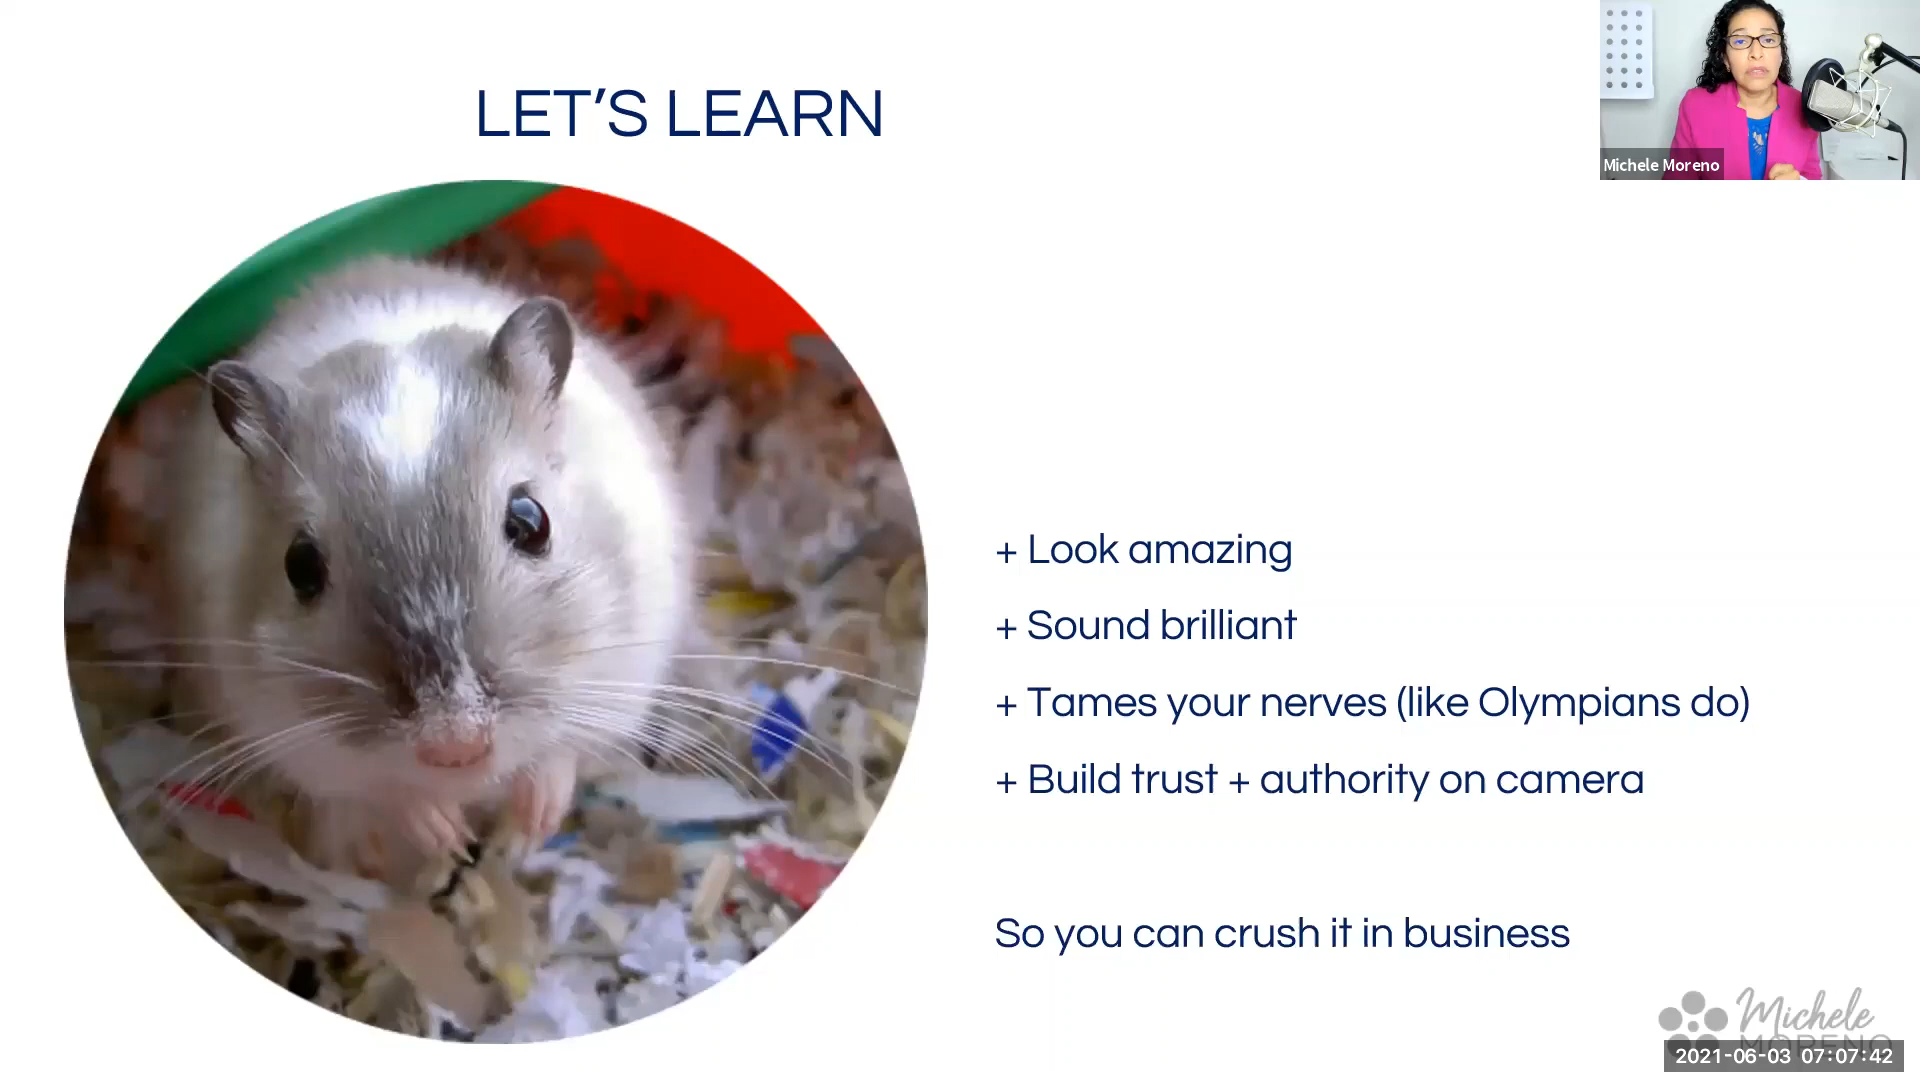 LET’S LEARN
Michele Moreno
+ Look amazing
+ Sound brilliant
+ Tames your nerves (like Olympians do)
+ Build trust + authority on camera
So you can crush it in business
Michele
MORENO
2021-06-03 07:07:42